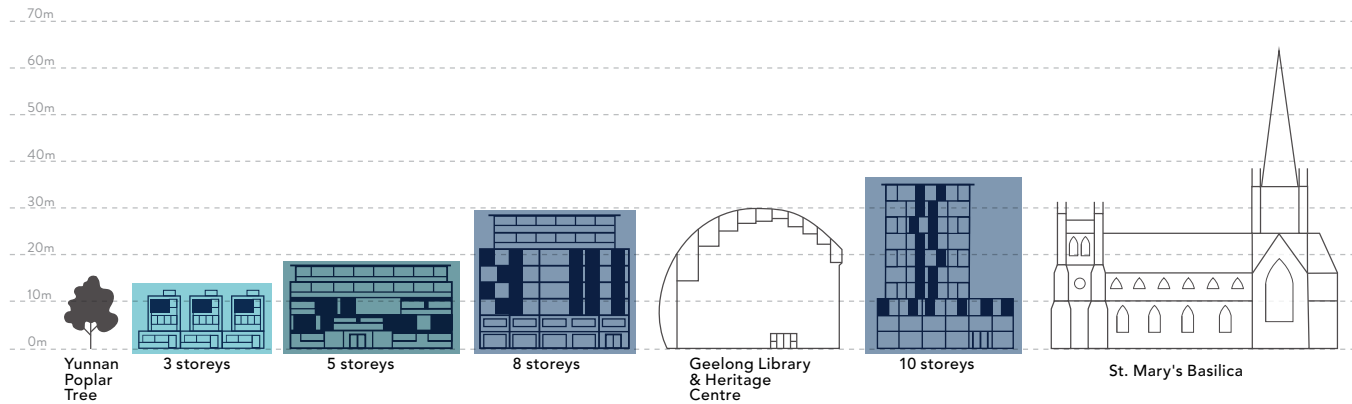 70m
60m
50m
40m
30m
20m
10m
0m
Yunnan
Poplar
Tree
3 storeys
5 storeys
8 storeys
Geelong Library
& Heritage
Centre
10 storeys
St. Mary's Basilica